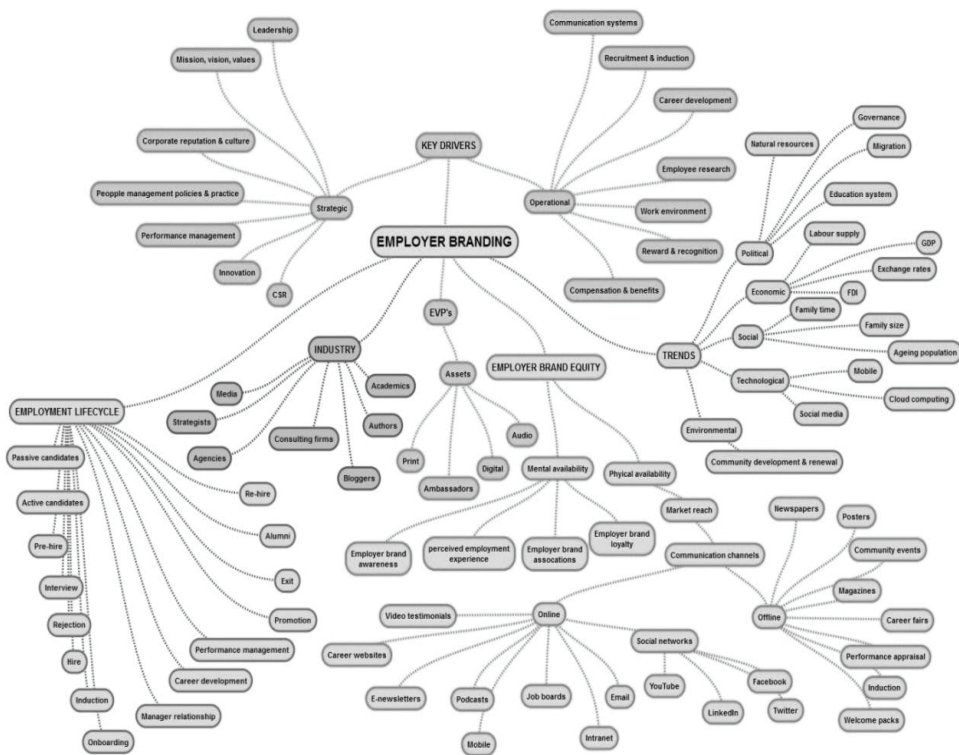 Leadership
Mission, vision, values
Corporate reputation & culture
Peopple management policies & practice
Performance management
Innovation
CSR
Strategic
KEY DRIVERS
Communication systems
Recruitment & induction
Career development
Employee research
Work environment
Reward & recognition
Compensation & benefits
Operational
EMPLOYER BRANDING
Natural resources
Governance
Migration
Education system
Political
Labour supply
GDP
Exchange rates
FDI
Economic
Family time
Family size
Ageing population
Social
TRENDS
Technological
Mobile
Cloud computing
Social media
Environmental
Community development & renewal
EVP's
Assets
Print
Ambassadors
Digital
Audio
INDUSTRY
Media
Strategists
Agencies
Consulting firms
Bloggers
Authors
Academics
EMPLOYER BRAND EQUITY
Mental availability
Employer brand
awareness
perceived employment
experience
Employer brand
assocations
Employer brand
loyalty
Phyical availability
Market reach
Communication channels
Online
Video testimonials
Career websites
E-newsletters
Podcasts
Mobile
Job boards
Intranet
Email
Social networks
YouTube
LinkedIn
Facebook
Twitter
Offline
Newspapers
Posters
Community events
Magazines
Career fairs
Performance appraisal
Induction
Welcome packs
EMPLOYMENT LIFECYCLE
Passive candidates
Active candidates
Pre-hire
Interview
Rejection
Hire
Induction
Onboarding
Manager relationship
Career development
Performance management
Promotion
Exit
Alumni
Re-hire